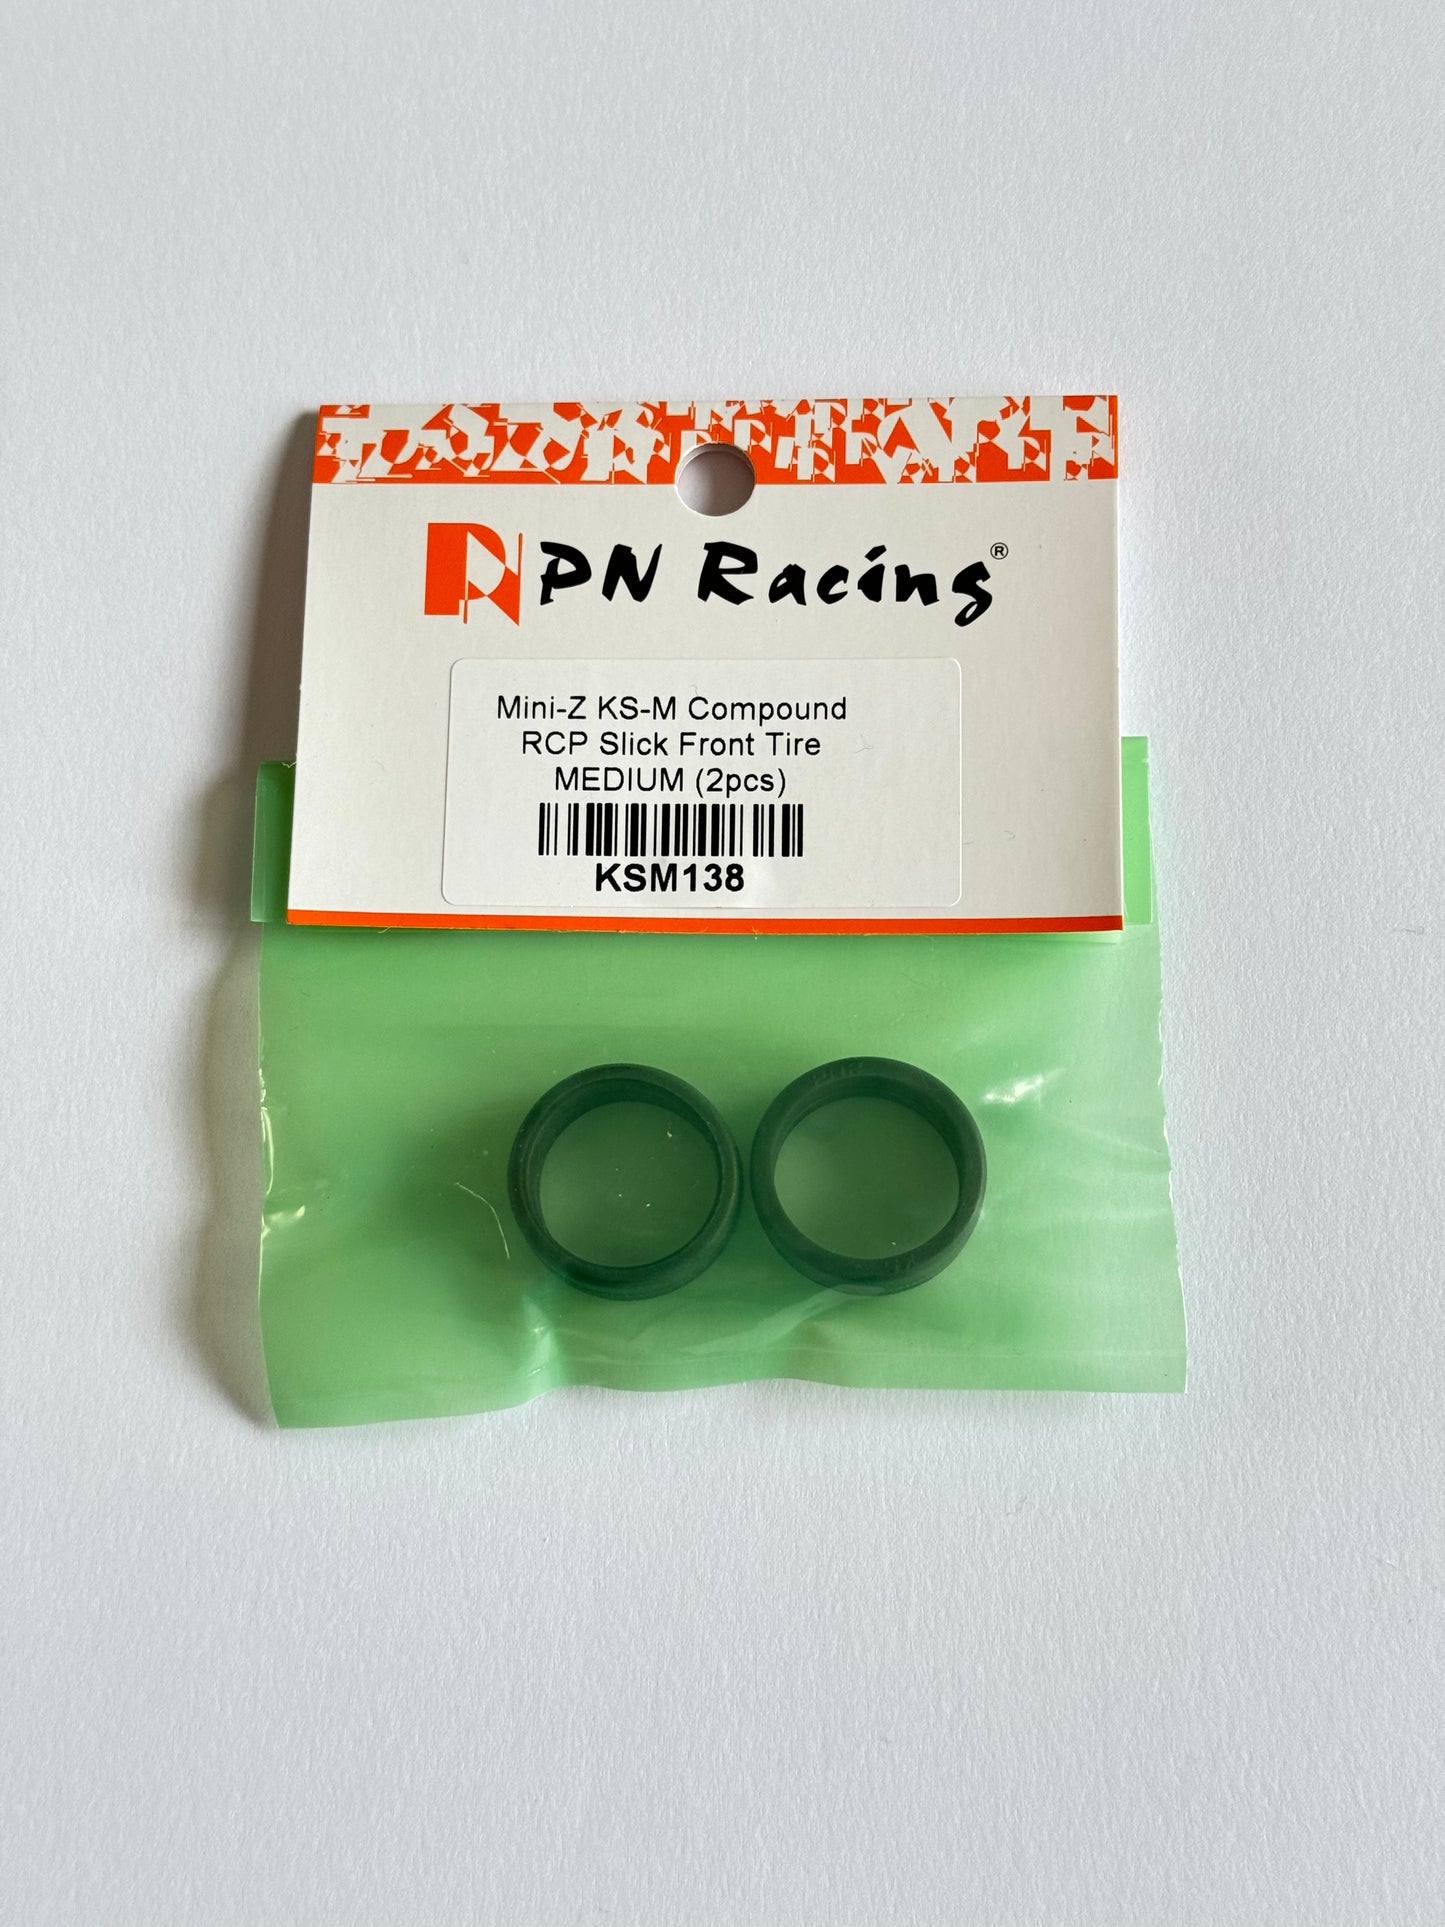 PN Racing®
Mini-Z KS-M Compound
RCP Slick Front Tire
MEDIUM (2pcs)
KSM138